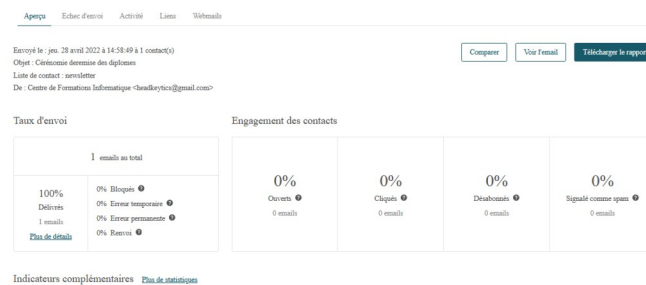 Aperçu Echec d'envoi Activité Liens Webmails
Envoyé le : jeu. 28 avril 2022 à 14:58:49 à 1 contact(s)
Objet : Cérénomie deremise des diplomes
Liste de contact : newsletter
De : Centre de Formations Informatique <headkeytics@gmail.com>
Comparer Voir l'email Télécharger le rappor
Taux d'envoi Engagement des contacts
1 emails au total
100%
Délivrés
1 emails
Plus de détails
0% Bloqués
0% Erreur temporaire
0% Erreur permanente
0% Renvoi
0% 0% 0% 0%
Ouverts Cliqués Désabonnés Signalé comme spam
0 emails 0 emails 0 emails 0 emails
Indicateurs complémentaires Plus de statistiques